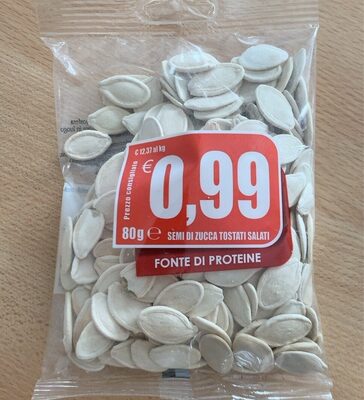 € 12,37 al kg
Prezzo consigliato
€ 0,99
80g e
SEMI DI ZUCCA TOSTATI SALATI
FONTE DI PROTEINE